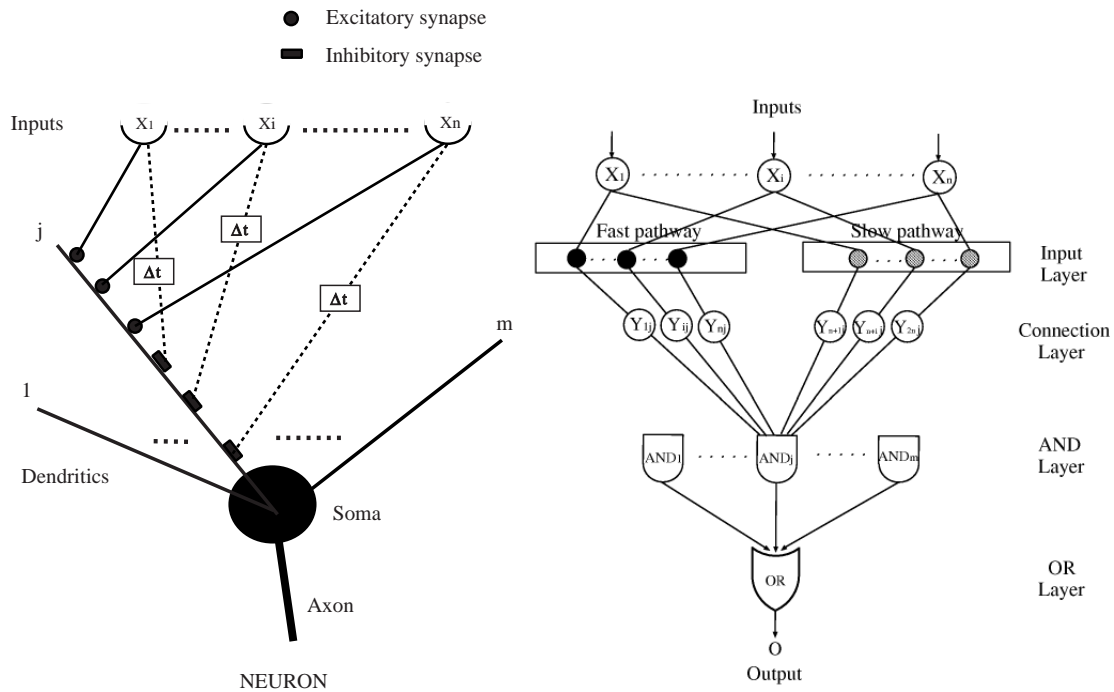 Excitatory synapse
Inhibitory synapse
Inputs
X1
Xi
Xn
j
Δt
Δt
Δt
m
1
Dendritics
Soma
Axon
NEURON
Inputs
X1
Xi
Xn
Fast pathway
Slow pathway
Input
Layer
Y1j
Yij
Ynj
Yn+1j
Yn+i j
Y2n j
Connection
Layer
AND1
ANDj
ANDm
AND
Layer
OR
OR
Layer
O
Output